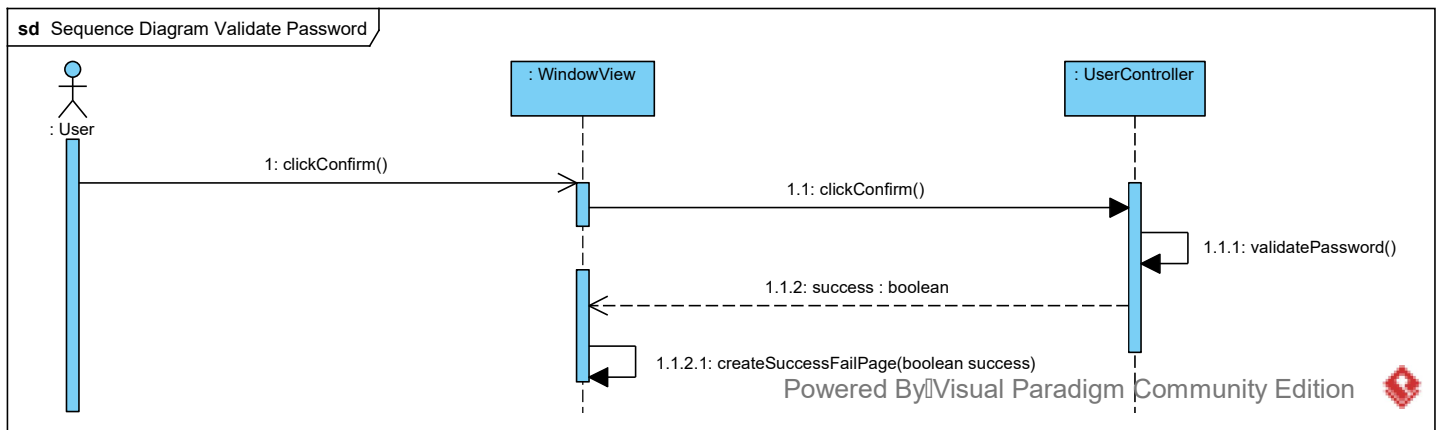 sd Sequence Diagram Validate Password
: User
: WindowView
: UserController
1: clickConfirm()
1.1: clickConfirm()
1.1.1: validatePassword()
1.1.2: success : boolean
1.1.2.1: createSuccessFailPage(boolean success)
Powered By▯Visual Paradigm Community Edition